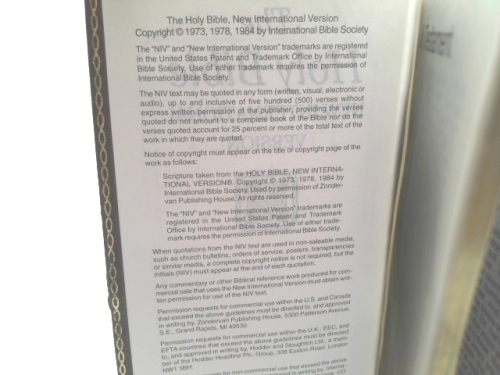 The Holy Bible, New International Version
Copyright © 1973, 1978, 1984 by International Bible Society
The "NIV" and "New International Version" trademarks are registered
in the United States Patent and Trademark Office by International
Bible Society. Use of either trademark requires the permission of
International Bible Society.
The NIV text may be quoted in any form (written, visual, electronic or
audio), up to and inclusive of five hundred (500) verses without
express written permission of the publisher, providing the verses
quoted do not amount to a complete book of the Bible nor do the
verses quoted account for 25 percent or more of the total text of the
work in which they are quoted.
Notice of copyright must appear on the title or copyright page of the
work as follows:
Scripture taken from the HOLY BIBLE, NEW INTERNA-
TIONAL VERSION®. Copyright © 1973, 1978, 1984 by
International Bible Society. Used by permission of Zonder-
van Publishing House. All rights reserved.
The "NIV" and "New International Version" trademarks are
registered in the United States Patent and Trademark
Office by International Bible Society. Use of either trade-
mark requires the permission of International Bible Society.
When quotations from the NIV text are used in non-saleable media,
such as church bulletins, orders of service, posters, transparencies
or similar media, a complete copyright notice is not required, but the
initials (NIV) must appear at the end of each quotation.
Any commentary or other Biblical reference work produced for com-
mercial sale that uses the New International Version must obtain writ-
ten permission for use of the NIV text.
Permission requests for commercial use within the U.S. and Canada
that exceed the above guidelines must be directed to, and approved
in writing by, Zondervan Publishing House, 5300 Patterson Avenue,
S.E., Grand Rapids, MI 49530.
Permission requests for commercial use within the U.K., EEC, and
EFTA countries that exceed the above guidelines must be directed
to, and approved in writing by, Hodder and Stoughton Ltd., a mem-
ber of the Hodder Headline Plc. Group, 338 Euston Road, London
NW1 3BH.
Permission requests for commercial use that exceed the above